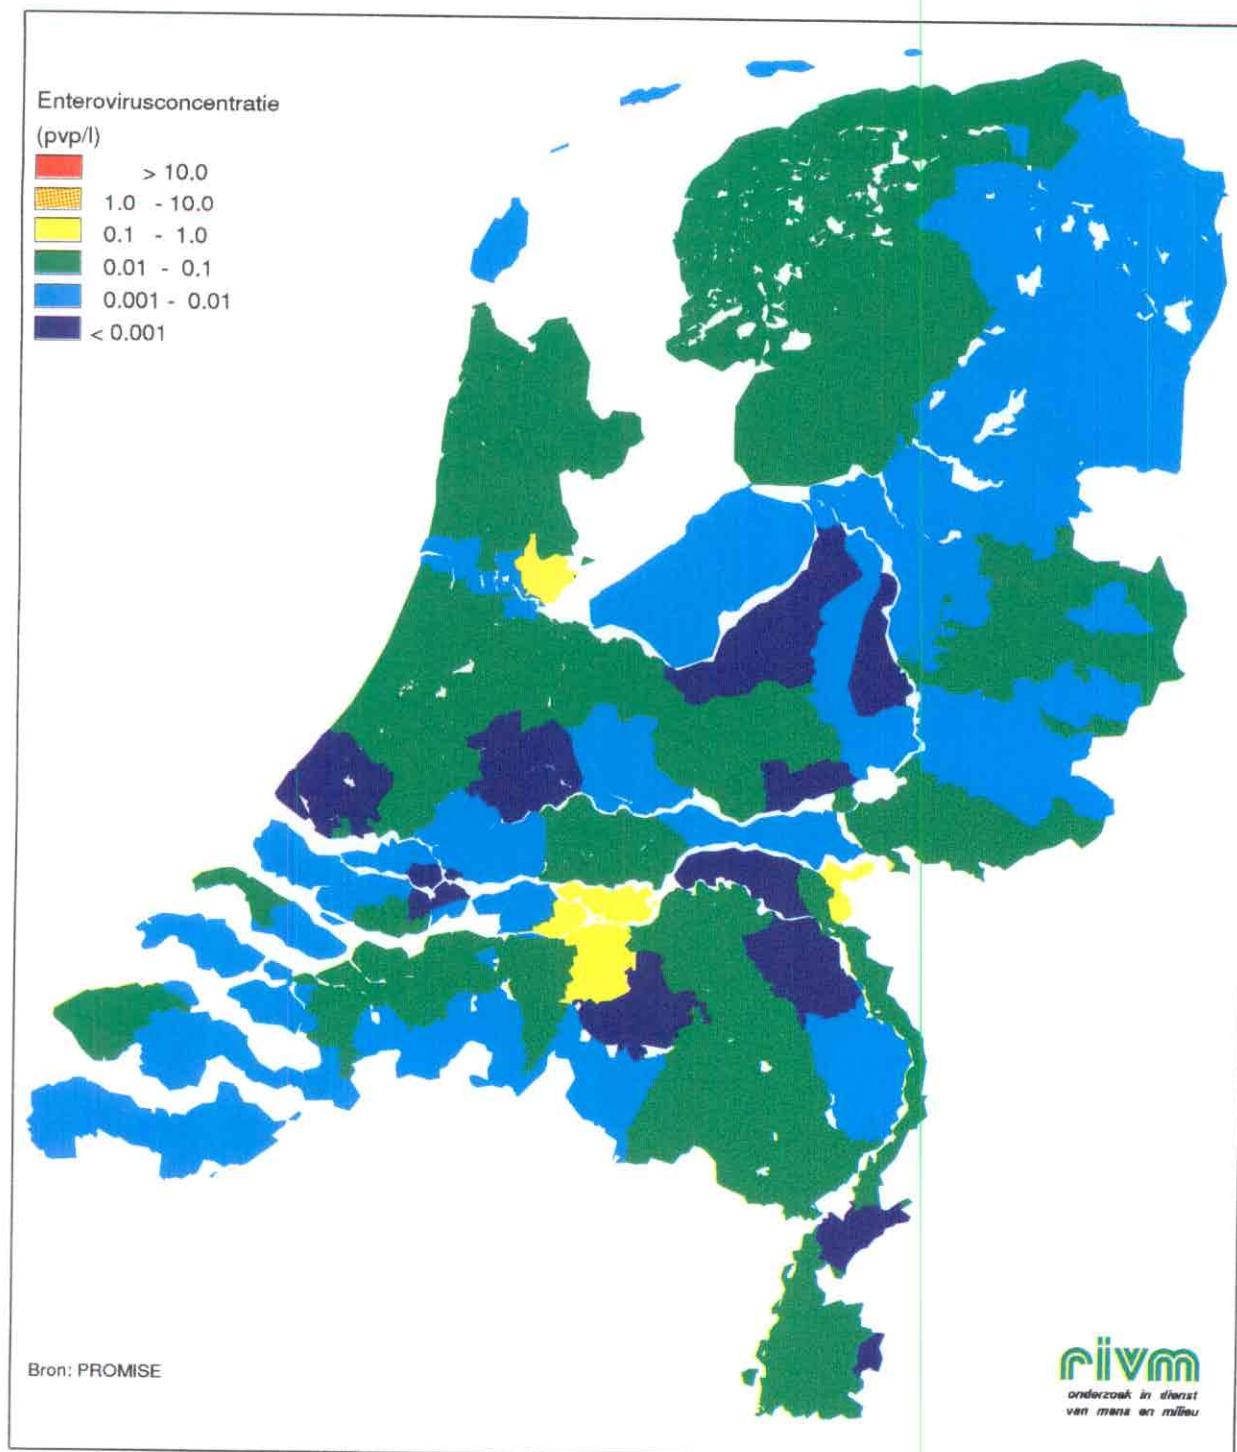 Enterovirusconcentratie
(pvp/l)
> 10.0
1.0 - 10.0
0.1 - 1.0
0.01 - 0.1
0.001 - 0.01
< 0.001
Bron: PROMISE
rivm
onderzoek in dienst
van mens en milieu